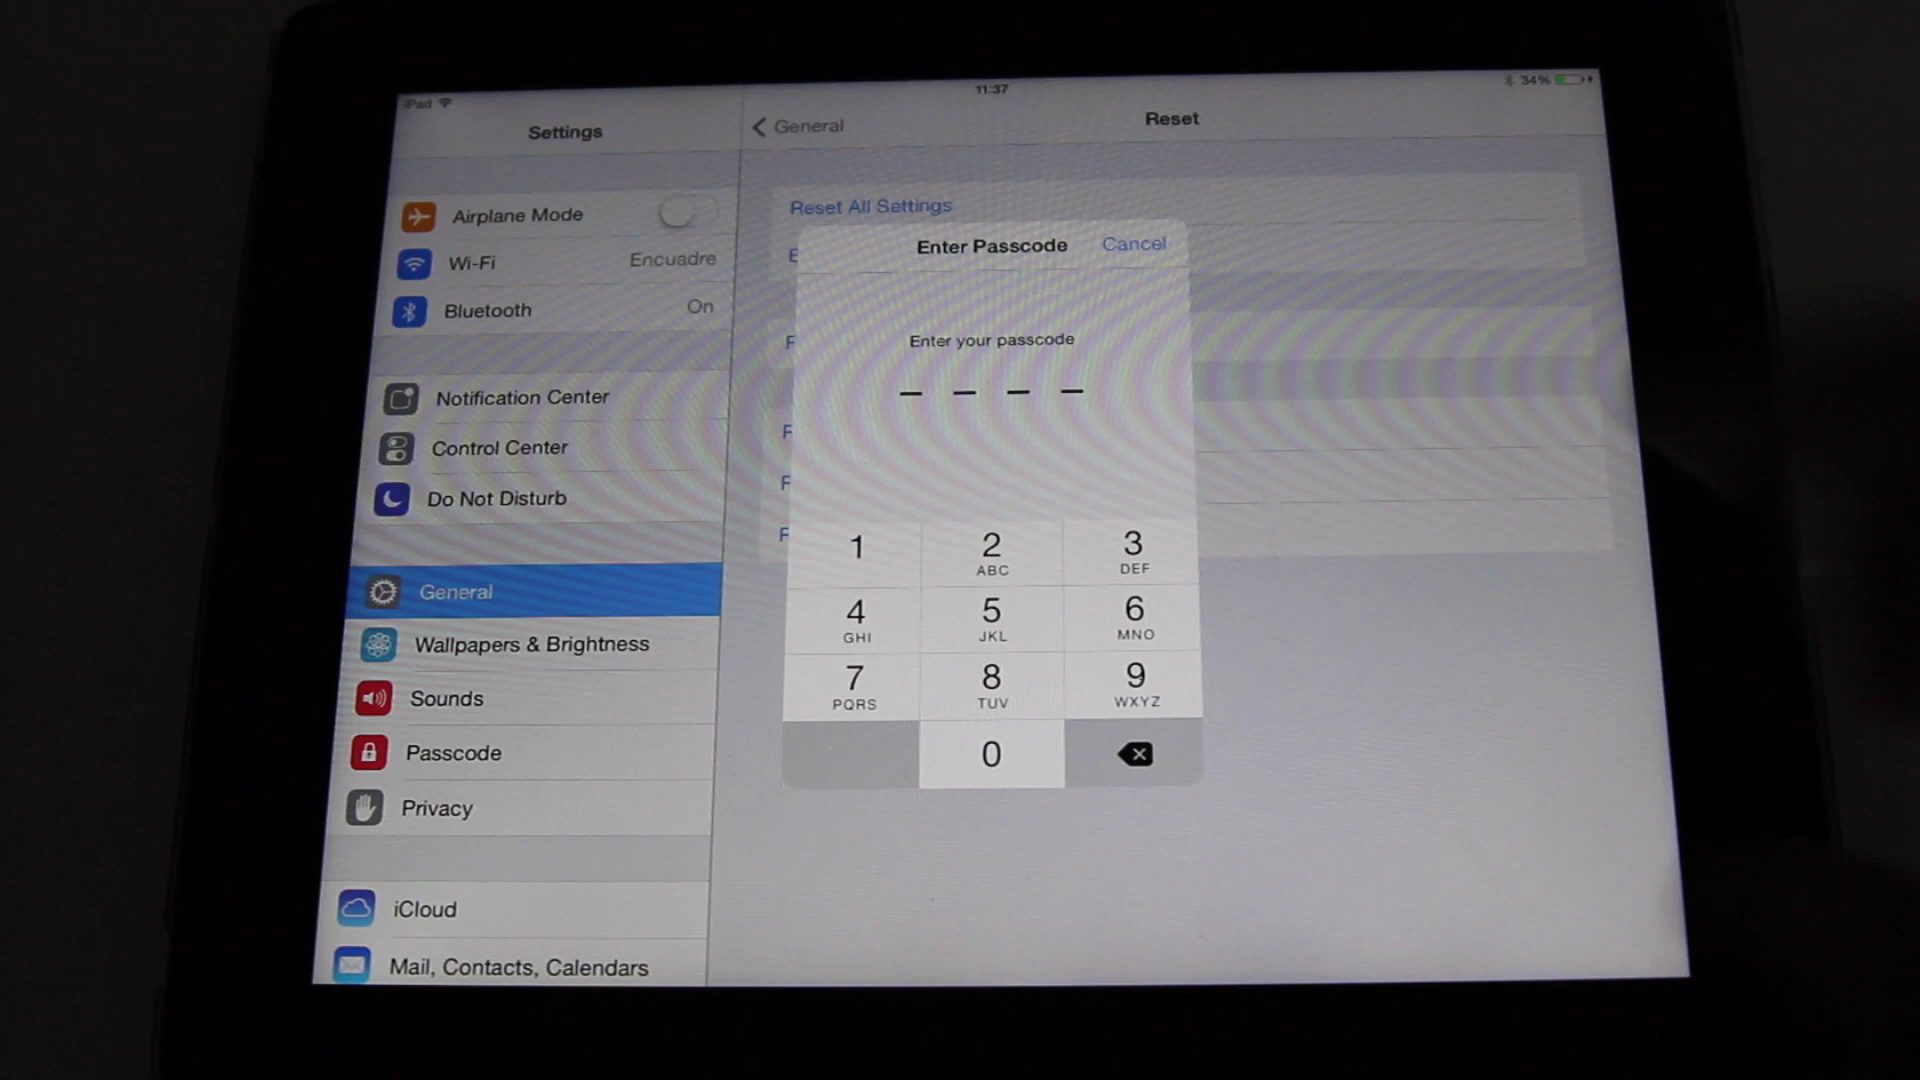 iPad
11:37
34%
Settings
General
Reset
Airplane Mode
Wi-Fi Encuadre
Bluetooth On
Notification Center
Control Center
Do Not Disturb
General
Wallpapers & Brightness
Sounds
Passcode
Privacy
iCloud
Mail, Contacts, Calendars
Reset All Settings
E
R
R
R
R
Enter Passcode Cancel
Enter your passcode
1 2 3
ABC DEF
4 5 6
GHI JKL MNO
7 8 9
PQRS TUV WXYZ
0